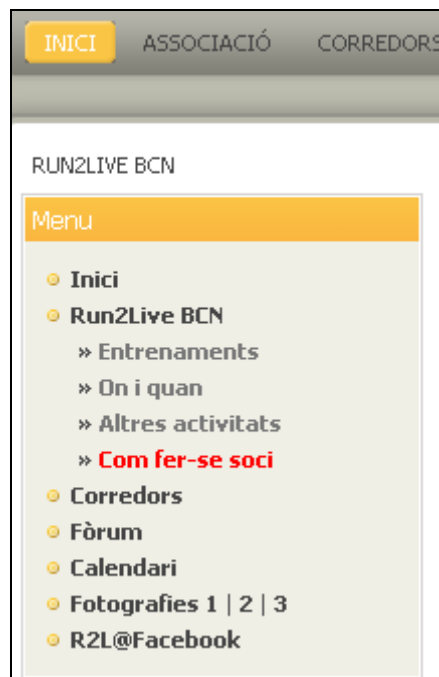 INICI ASSOCIACIÓ CORREDORS
RUN2LIVE BCN
Menu
Inici
Run2Live BCN
» Entrenaments
» On i quan
» Altres activitats
» Com fer-se soci
Corredors
Fòrum
Calendari
Fotografies 1 | 2 | 3
R2L@Facebook